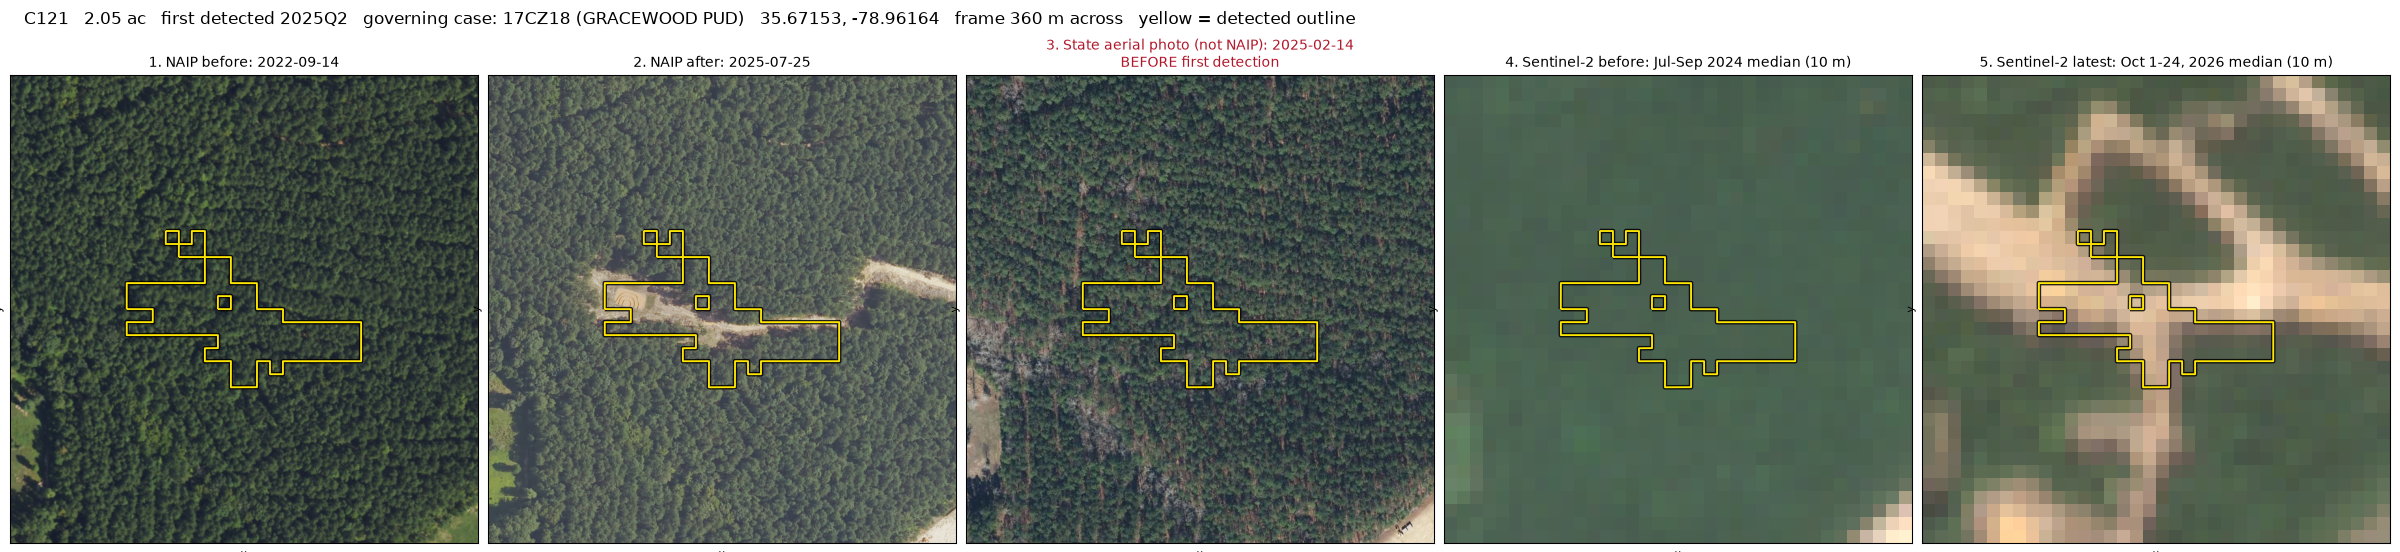 C121   2.05 ac   first detected 2025Q2   governing case: 17CZ18 (GRACEWOOD PUD)   35.67153, -78.96164   frame 360 m across   yellow = detected outline
1. NAIP before: 2022-09-14
2. NAIP after: 2025-07-25
3. State aerial photo (not NAIP): 2025-02-14
BEFORE first detection
4. Sentinel-2 before: Jul-Sep 2024 median (10 m)
5. Sentinel-2 latest: Oct 1-24, 2026 median (10 m)